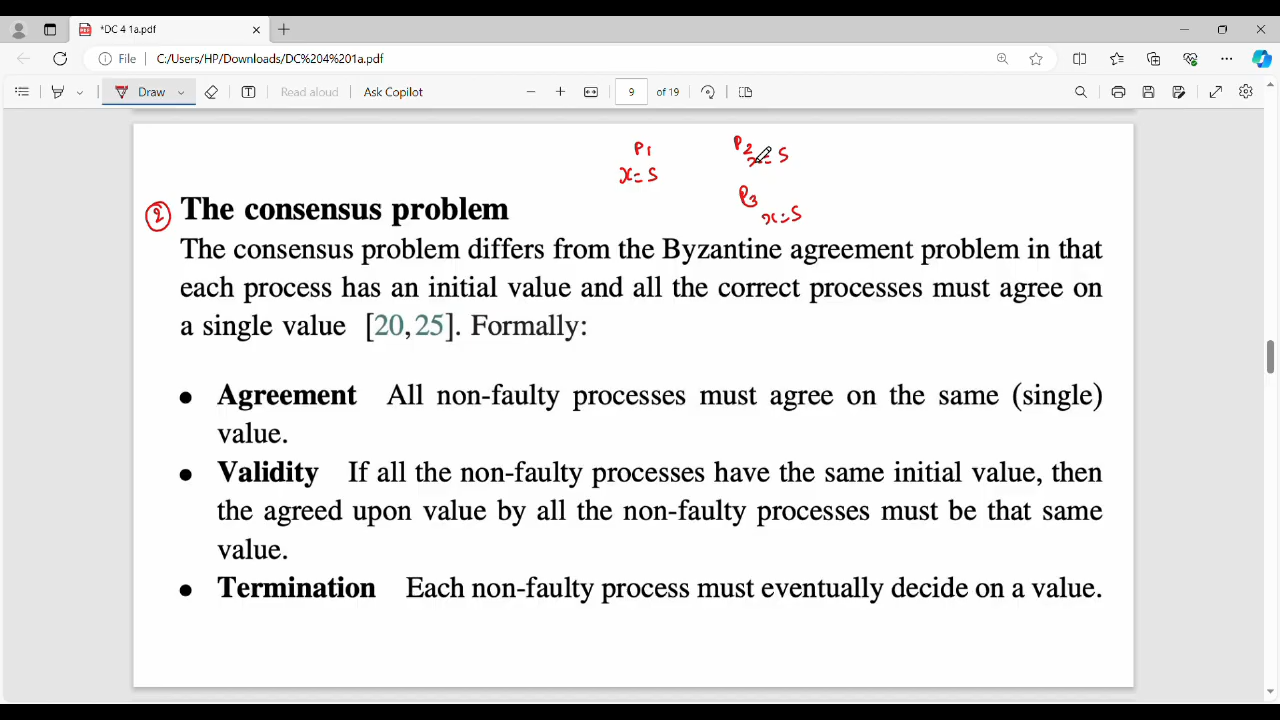 *DC 4 1a.pdf
File
C:/Users/HP/Downloads/DC%204%201a.pdf
Draw
Read aloud
Ask Copilot
9
of 19
P1
x=5
P2
x=5
P3
x=5
2
The consensus problem
The consensus problem differs from the Byzantine agreement problem in that
each process has an initial value and all the correct processes must agree on
a single value [20,25]. Formally:
• Agreement All non-faulty processes must agree on the same (single)
value.
• Validity If all the non-faulty processes have the same initial value, then
the agreed upon value by all the non-faulty processes must be that same
value.
• Termination Each non-faulty process must eventually decide on a value.